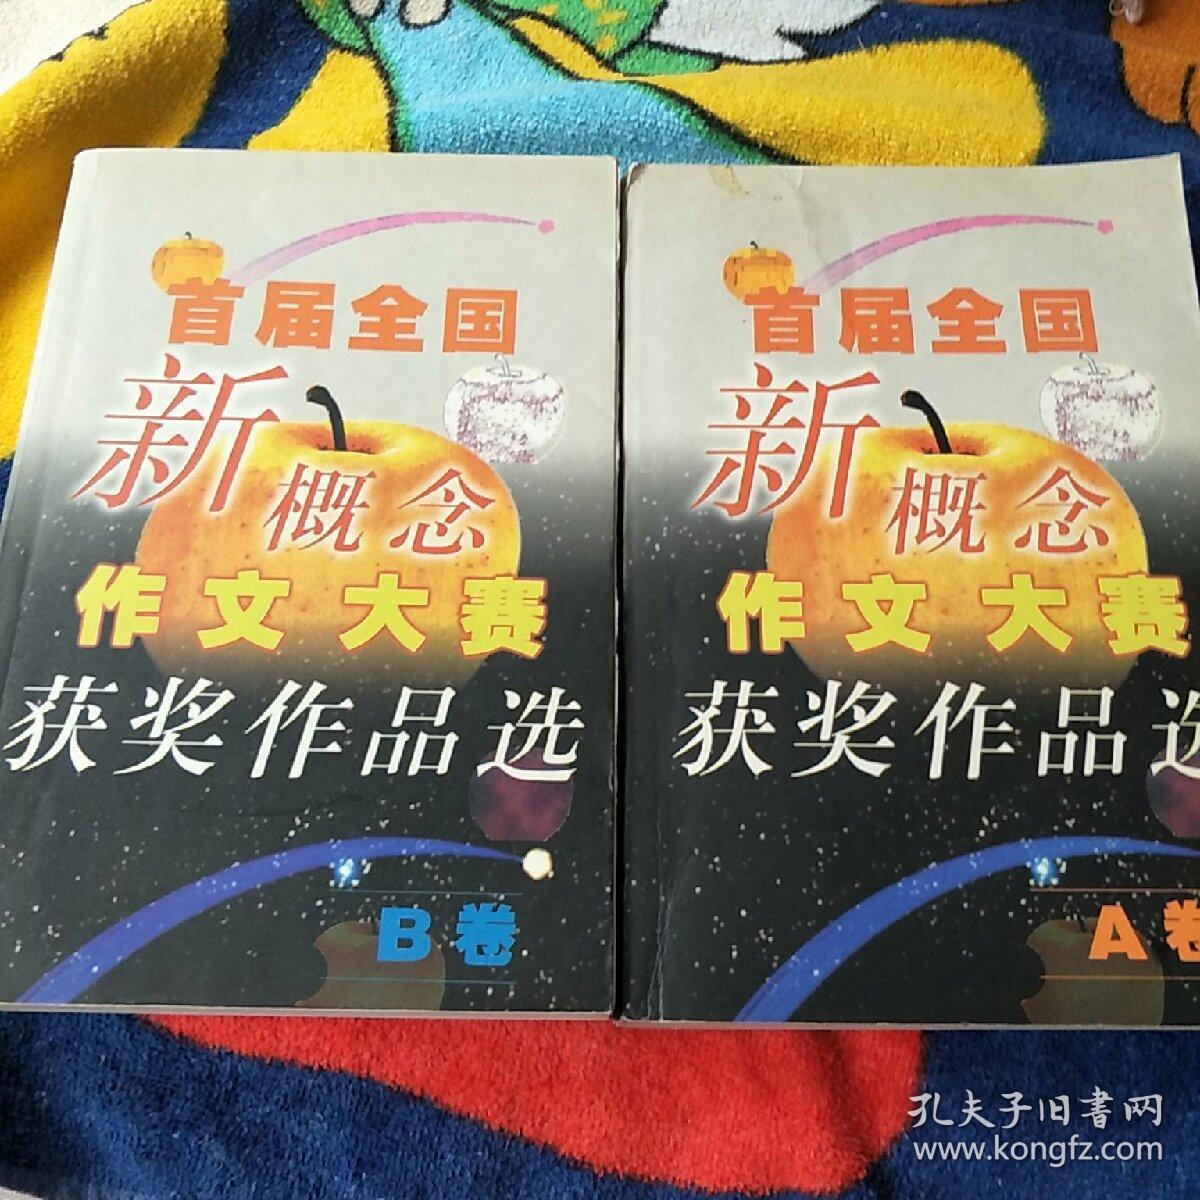 首届全国
新概念
作文大赛
获奖作品选
B卷
首届全国
新概念
作文大赛
获奖作品选
A卷
孔夫子旧书网
www.kongfz.com